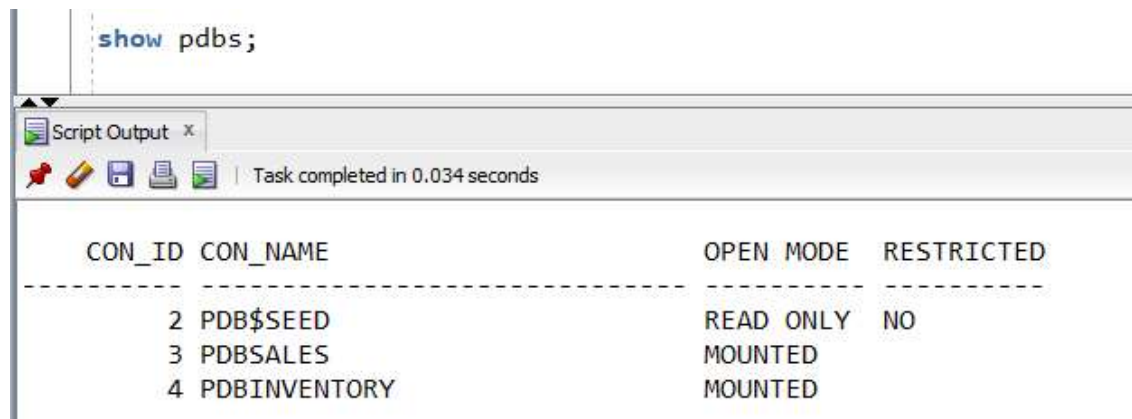 show pdbs;
Script Output x
Task completed in 0.034 seconds
CON_ID CON_NAME OPEN MODE RESTRICTED
---------- ------------------------------ ---------- ----------
2 PDB$SEED READ ONLY NO
3 PDBSALES MOUNTED
4 PDBINVENTORY MOUNTED